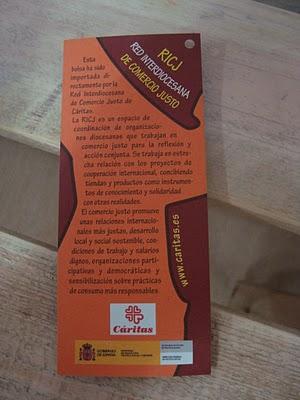 RICJ
RED INTERDIOCESANA
DE COMERCIO JUSTO
Esta
bolsa ha sido
importada di-
rectamente por la
Red Interdiocesana
de Comercio Justo de
Cáritas.
La RICJ es un espacio de
coordinación de organizacio-
nes diocesanas que trabajan en
comercio justo para la reflexión y
acción conjunta. Se trabaja en estre-
cha relación con los proyectos de
cooperación internacional, concibiendo
tiendas y productos como instrumen-
tos de conocimiento y solidaridad
con otras realidades.
El comercio justo promueve
unas relaciones internacio-
nales más justas, desarrollo
local y social sostenible, con-
diciones de trabajo y salarios
dignos, organizaciones parti-
cipativas y democráticas y
sensibilización sobre prácticas
de consumo más responsables.
www.caritas.es
Cáritas
GOBIERNO
DE ESPAÑA